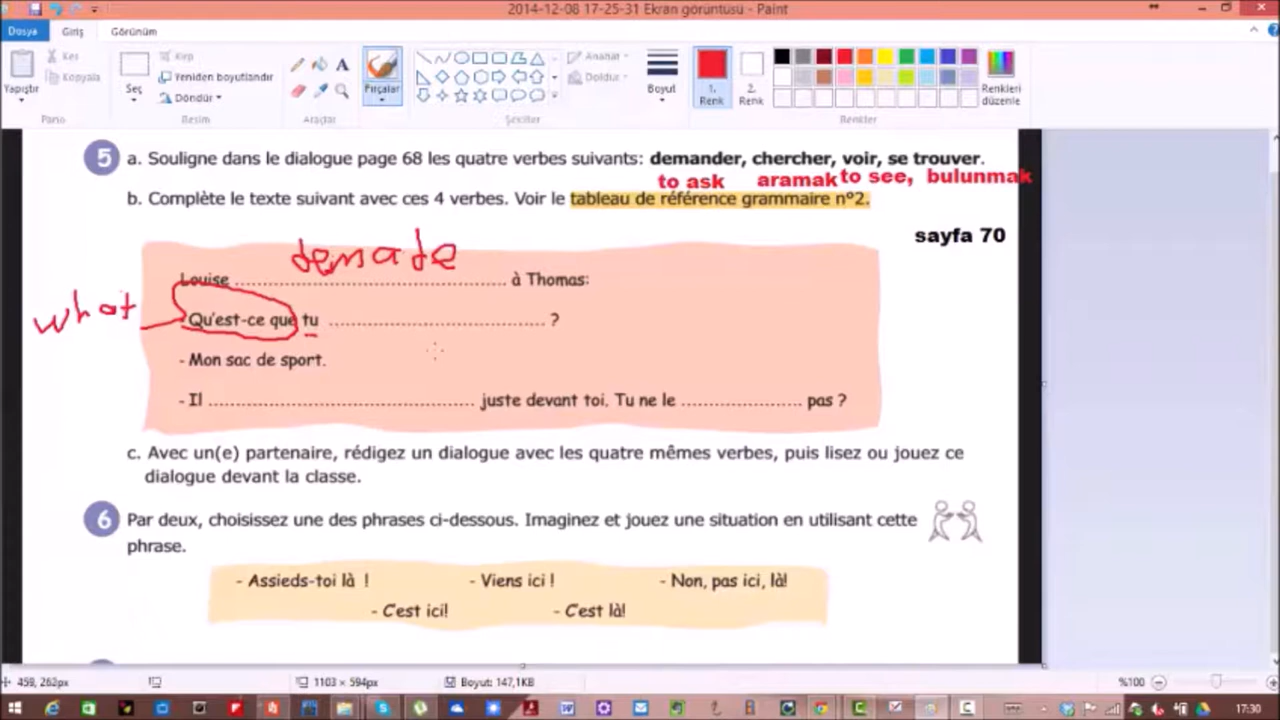 2014-12-08 17-25-31 Ekran görüntüsü - Paint
Dosya Giriş Görünüm
Yapıştır Kes Kopyala
Pano
Seç Kırp Yeniden boyutlandır Döndür
Resim
A
Araçlar
Fırçalar
Anahat Doldur
Şekiller
Boyut
1. Renk 2. Renk Renkleri düzenle
Renkler
5 a. Souligne dans le dialogue page 68 les quatre verbes suivants: demander, chercher, voir, se trouver.
to ask aramak to see, bulunmak
b. Complète le texte suivant avec ces 4 verbes. Voir le tableau de référence grammaire n°2.
sayfa 70
demade
Louise ............................................... à Thomas:
what
Qu'est-ce que tu ..................................... ?
- Mon sac de sport.
- Il .............................................. juste devant toi. Tu ne le ..................... pas ?
c. Avec un(e) partenaire, rédigez un dialogue avec les quatre mêmes verbes, puis lisez ou jouez ce
dialogue devant la classe.
6 Par deux, choisissez une des phrases ci-dessous. Imaginez et jouez une situation en utilisant cette
phrase.
- Assieds-toi là ! - Viens ici ! - Non, pas ici, là!
- C'est ici! - C'est là!
459, 262px 1103 × 594px Boyut: 147,1KB %100
17:30